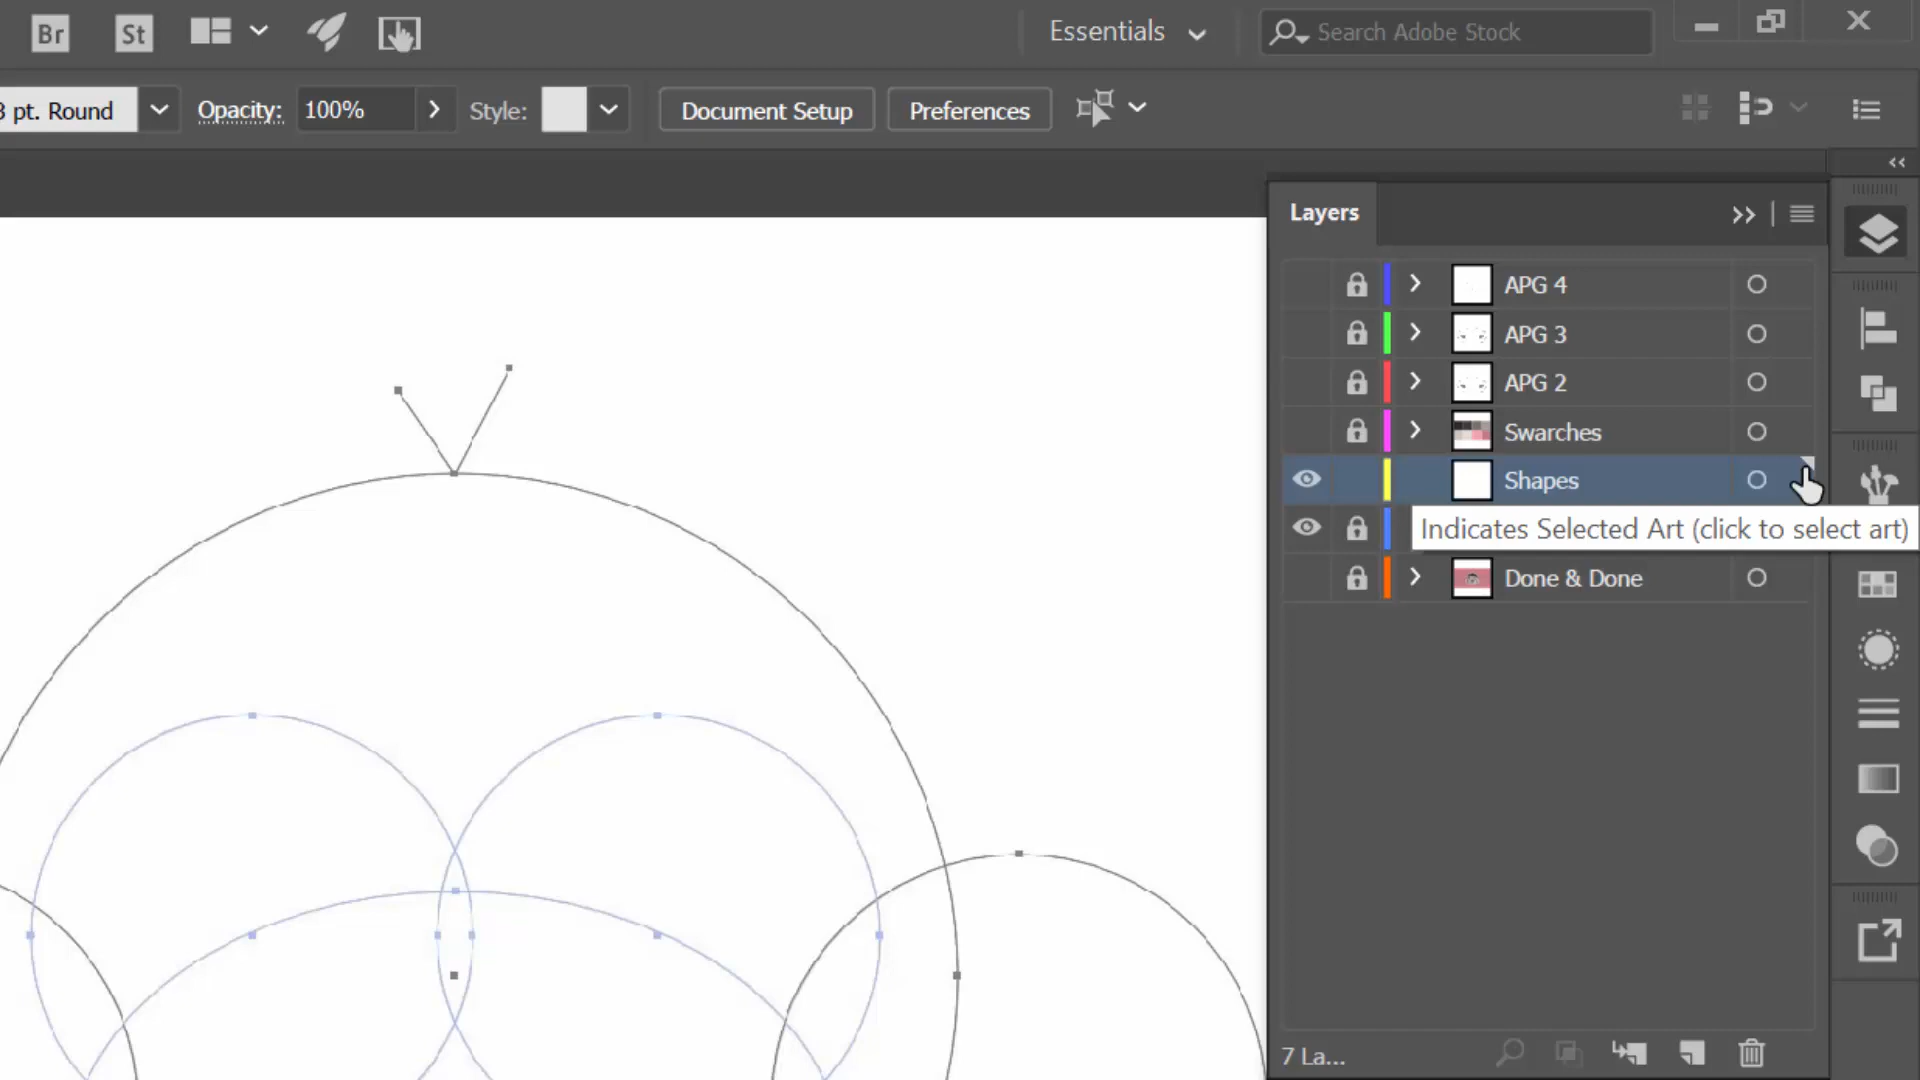 Br St Essentials Search Adobe Stock
3 pt. Round Opacity: 100% Style: Document Setup Preferences
Layers
APG 4
APG 3
APG 2
Swarches
Shapes
Indicates Selected Art (click to select art)
Done & Done
7 La...